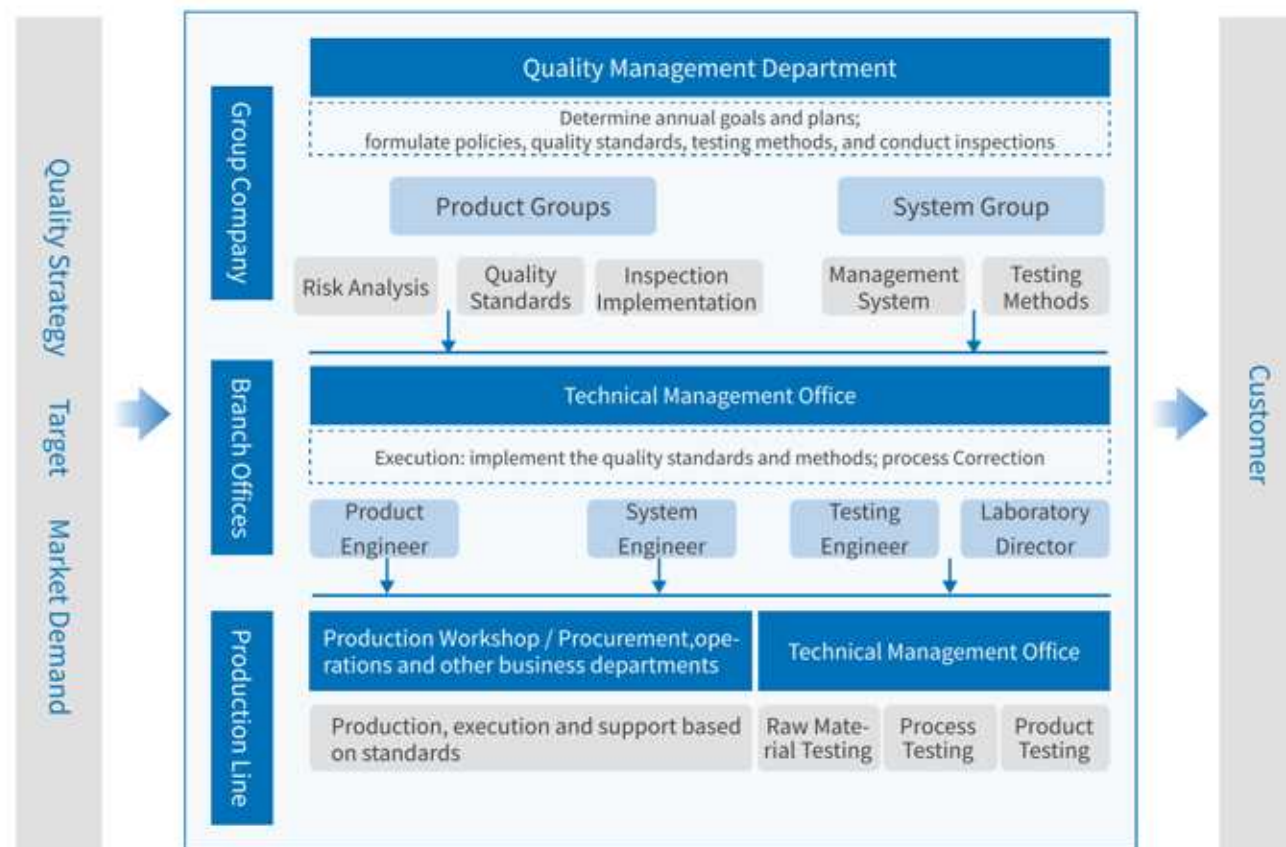 Quality Strategy Target Market Demand
Group Company
Quality Management Department
Determine annual goals and plans;
formulate policies, quality standards, testing methods, and conduct inspections
Product Groups
System Group
Risk Analysis
Quality
Standards
Inspection
Implementation
Management
System
Testing
Methods
Branch Offices
Technical Management Office
Execution: implement the quality standards and methods; process Correction
Product
Engineer
System
Engineer
Testing
Engineer
Laboratory
Director
Production Line
Production Workshop / Procurement,ope-
rations and other business departments
Technical Management Office
Production, execution and support based
on standards
Raw Mate-
rial Testing
Process
Testing
Product
Testing
Customer